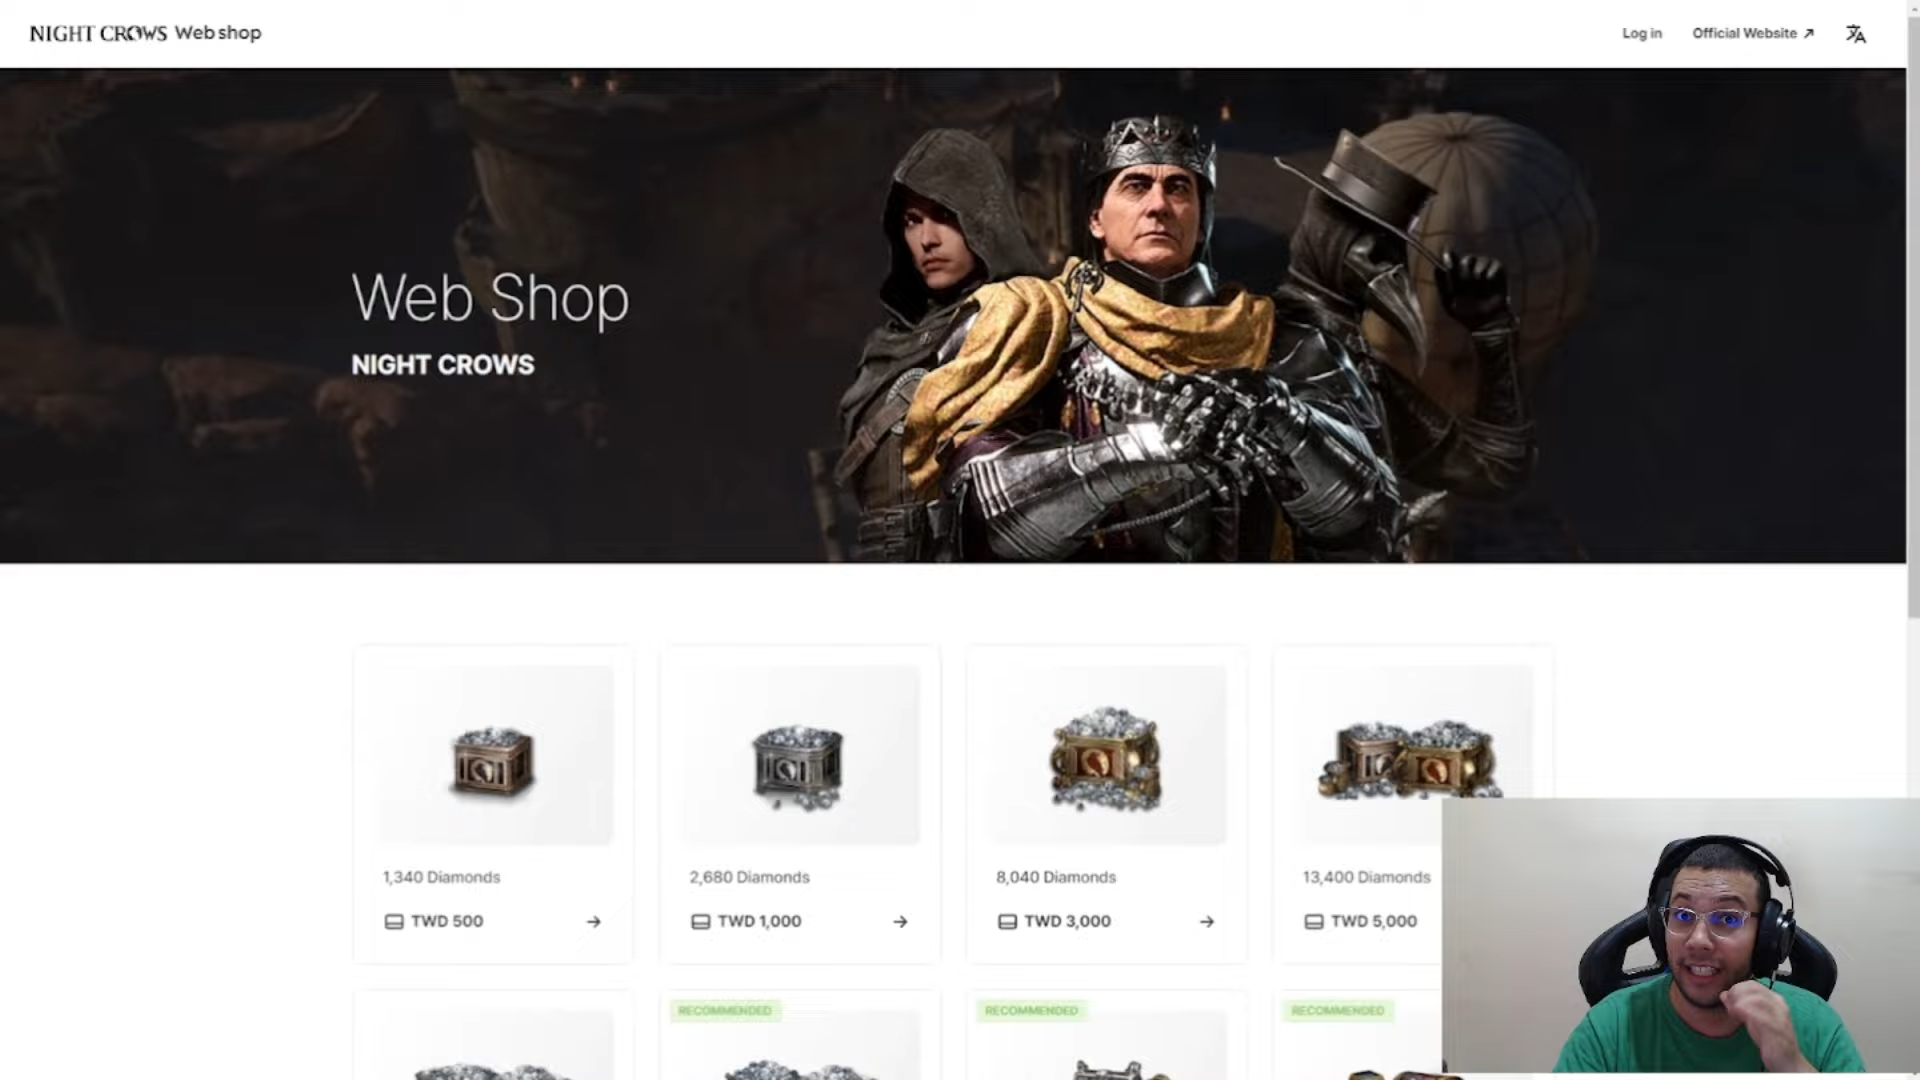 NIGHT CROWS Web shop
Log in
Official Website
Web Shop
NIGHT CROWS
1,340 Diamonds
TWD 500
2,680 Diamonds
TWD 1,000
8,040 Diamonds
TWD 3,000
13,400 Diamonds
TWD 5,000
RECOMMENDED
RECOMMENDED
RECOMMENDED